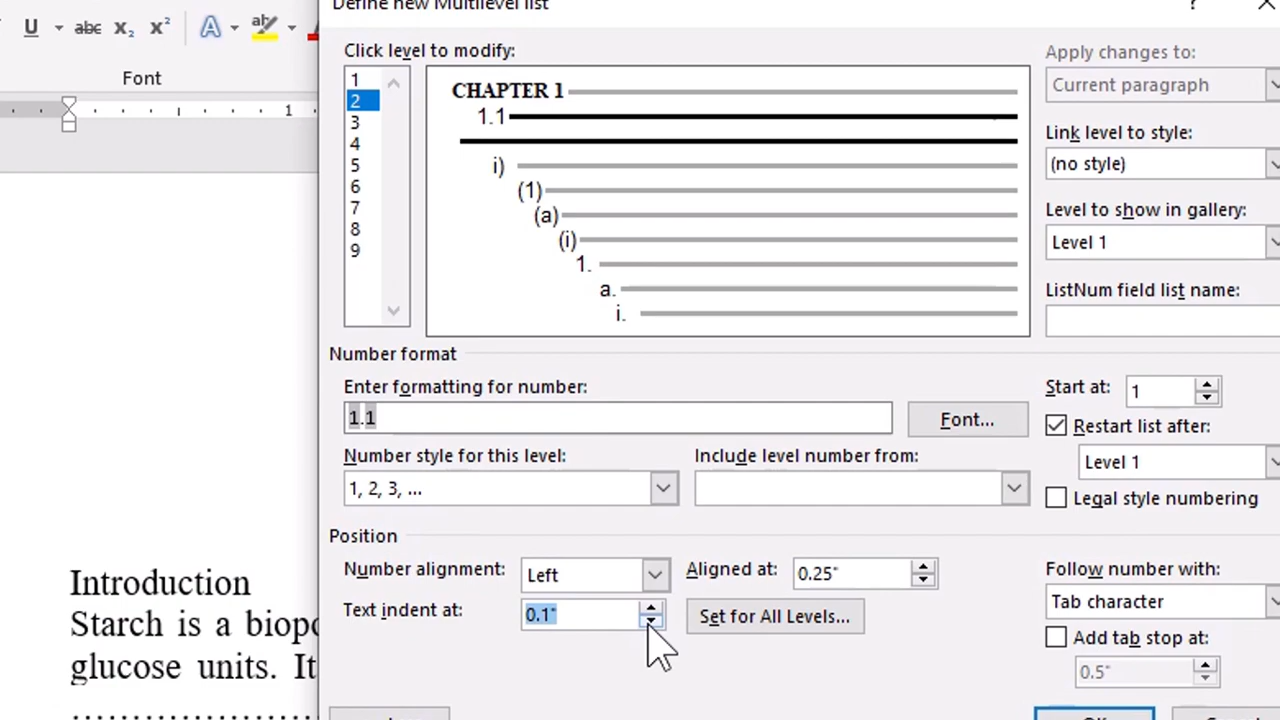 Define new Multilevel list ?
U abc x₂ x² A aby
Font
1
Click level to modify:
1
2
3
4
5
6
7
8
9
CHAPTER 1
1.1
i)
(1)
(a)
(i)
1.
a.
i.
Apply changes to:
Current paragraph
Link level to style:
(no style)
Level to show in gallery:
Level 1
ListNum field list name:
Number format
Enter formatting for number:
1.1
Font...
Start at: 1
Restart list after:
Level 1
Legal style numbering
Number style for this level:
1, 2, 3, ...
Include level number from:
Position
Number alignment: Left
Aligned at: 0.25"
Text indent at: 0.1"
Set for All Levels...
Follow number with:
Tab character
Add tab stop at:
0.5"
Introduction
Starch is a biopo
glucose units. It